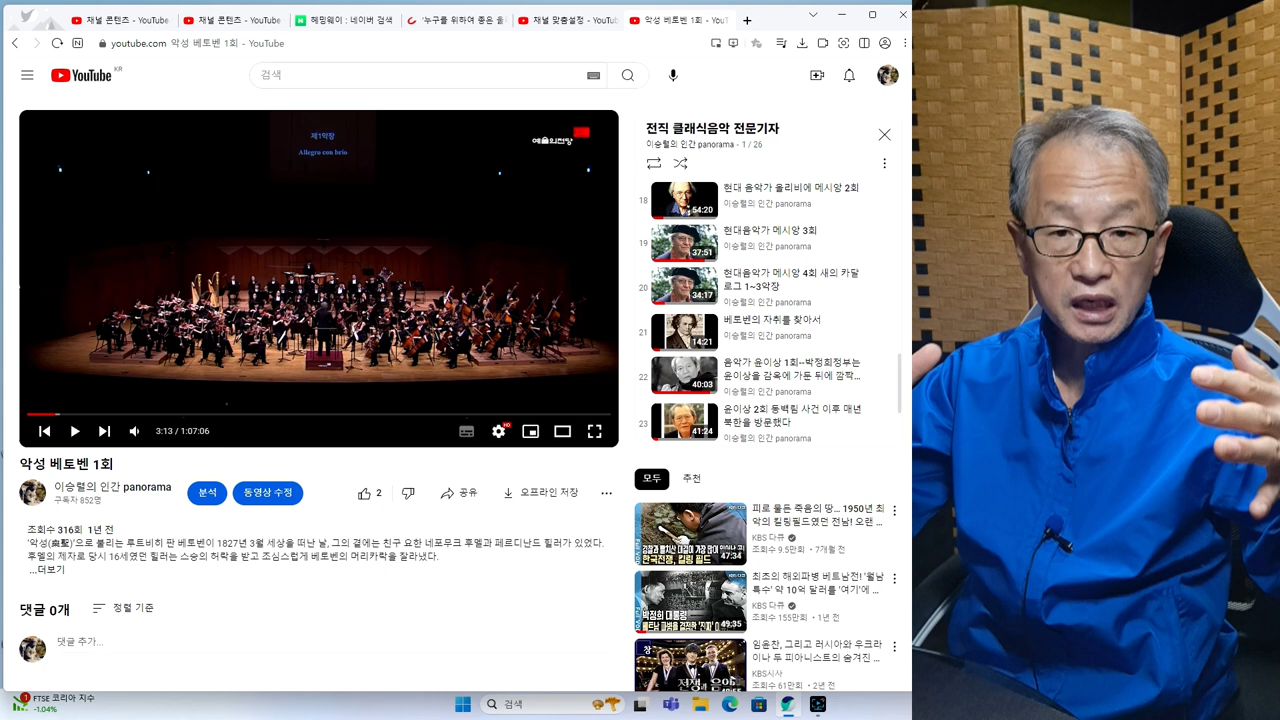 채널 콘텐츠 - YouTube
채널 콘텐츠 - YouTube
헤밍웨이 : 네이버 검색
'누구를 위하여 종은 울
채널 맞춤설정 - YouTu
악성 베토벤 1회 - YouT
youtube.com 악성 베토벤 1회 - YouTube
YouTube KR
검색
제1악장
Allegro con brio
예술의전당
3:13 / 1:07:06
HD
악성 베토벤 1회
이승렬의 인간 panorama
구독자 852명
분석
동영상 수정
2
공유
오프라인 저장
조회수 316회 1년 전
'악성(樂聖)'으로 불리는 루트비히 판 베토벤이 1827년 3월 세상을 떠난 날, 그의 곁에는 친구 요한 네포무크 후멜과 페르디난드 힐러가 있었다.
후멜의 제자로 당시 16세였던 힐러는 스승의 허락을 받고 조심스럽게 베토벤의 머리카락을 잘라냈다.
...더보기
댓글 0개
정렬 기준
댓글 추가...
전직 클래식음악 전문기자
이승렬의 인간 panorama - 1 / 26
18
54:20
현대 음악가 올리비에 메시앙 2회
이승렬의 인간 panorama
19
37:51
현대음악가 메시앙 3회
이승렬의 인간 panorama
20
34:17
현대음악가 메시앙 4회 새의 카탈
로그 1~3악장
이승렬의 인간 panorama
21
14:21
베토벤의 자취를 찾아서
이승렬의 인간 panorama
22
40:03
음악가 윤이상 1회--박정희정부는
윤이상을 감옥에 가둔 뒤에 깜짝...
이승렬의 인간 panorama
23
41:24
윤이상 2회 동백림 사건 이후 매년
북한을 방문했다
이승렬의 인간 panorama
모두
추천
한국전쟁, 킬링 필드
47:34
피로 물든 죽음의 땅... 1950년 최
악의 킬링필드였던 전남! 오랜 ...
KBS 다큐
조회수 9.5만회 • 7개월 전
박정희 대통령
49:35
최초의 해외파병 베트남전! '월남
특수' 약 10억 달러를 '여기'에 ...
KBS 다큐
조회수 155만회 • 1년 전
전쟁과 음악
임윤찬, 그리고 러시아와 우크라
이나 두 피아니스트의 숨겨진 ...
KBS시사
조회수 61만회 • 2년 전
1
FTSE 코리아 지수
-1.04%
검색